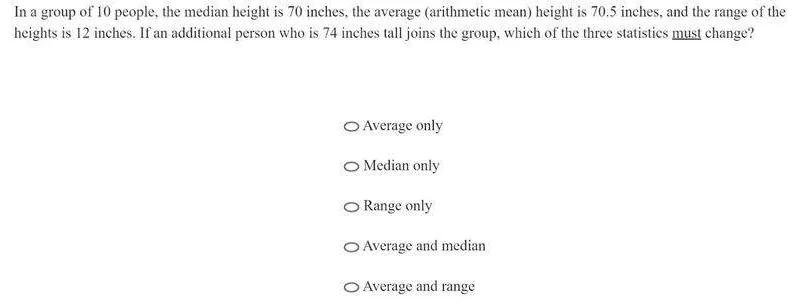 In a group of 10 people, the median height is 70 inches, the average (arithmetic mean) height is 70.5 inches, and the range of the
heights is 12 inches. If an additional person who is 74 inches tall joins the group, which of the three statistics must change?
Average only
Median only
Range only
Average and median
Average and range